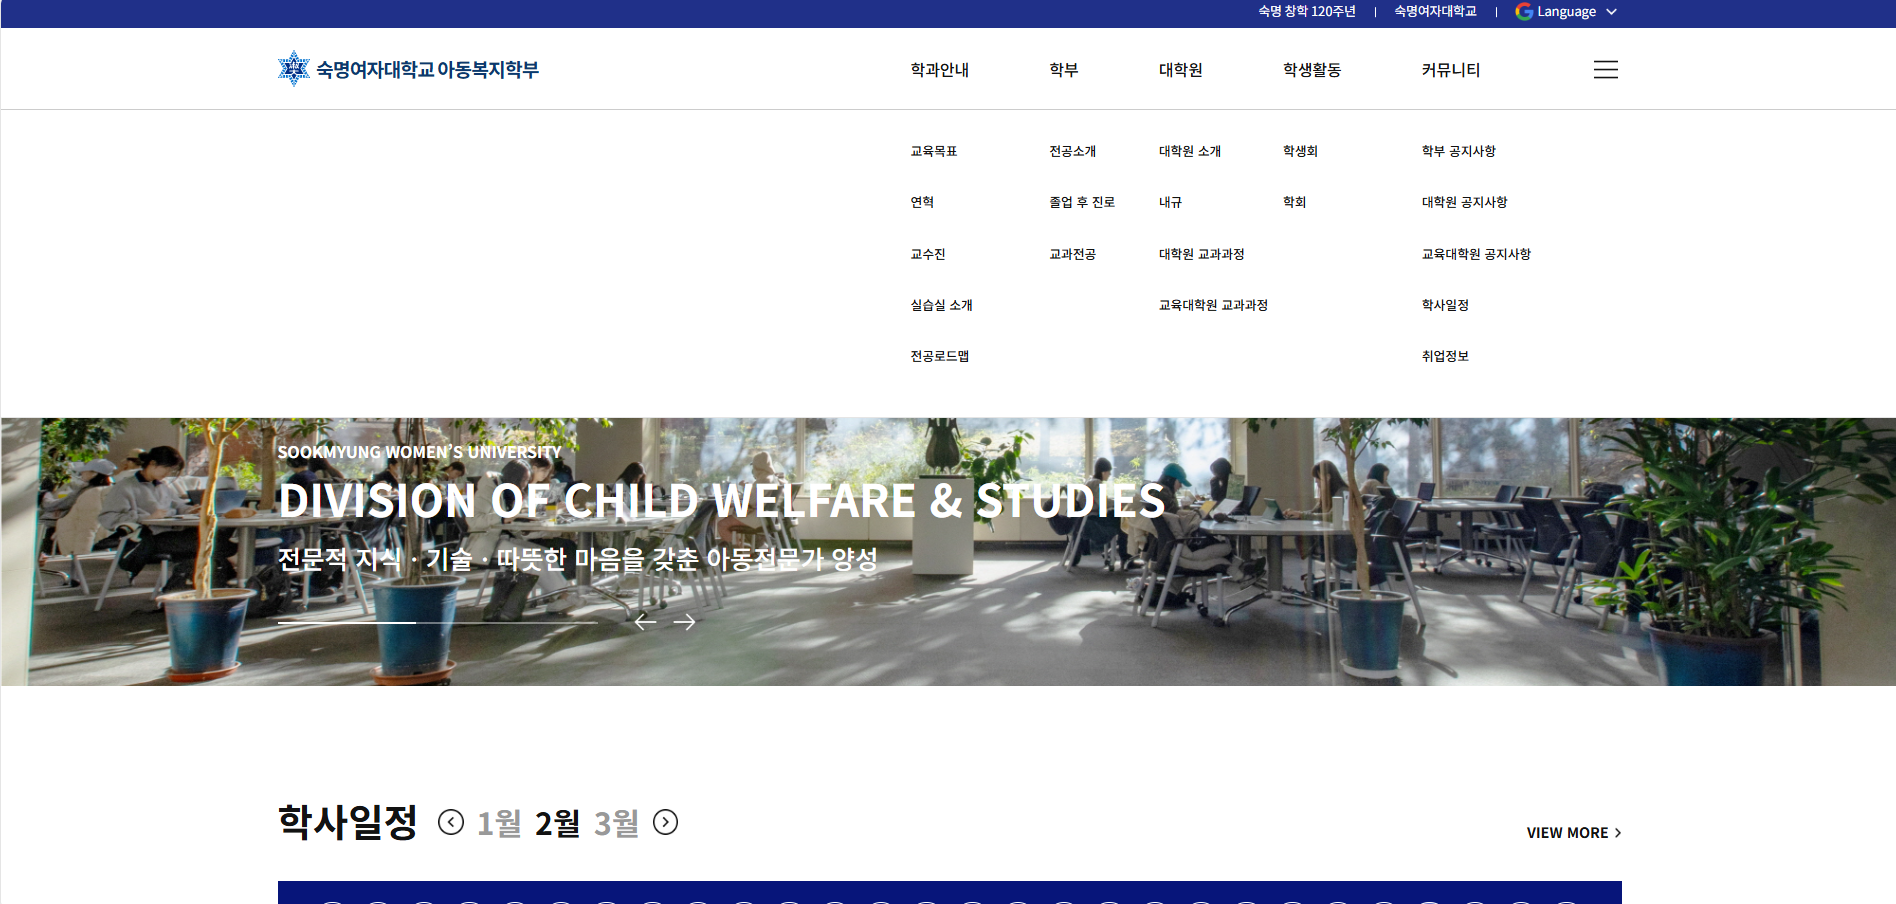 숙명 창학 120주년 | 숙명여자대학교 | Language
숙명여자대학교 아동복지학부
학과안내 학부 대학원 학생활동 커뮤니티
교육목표 전공소개 대학원 소개 학생회 학부 공지사항
연혁 졸업 후 진로 내규 학회 대학원 공지사항
교수진 교과전공 대학원 교과과정 교육대학원 공지사항
실습실 소개 교육대학원 교과과정 학사일정
전공로드맵 취업정보
SOOKMYUNG WOMEN'S UNIVERSITY
DIVISION OF CHILD WELFARE & STUDIES
전문적 지식 · 기술 · 따뜻한 마음을 갖춘 아동전문가 양성
학사일정 1월 2월 3월
VIEW MORE